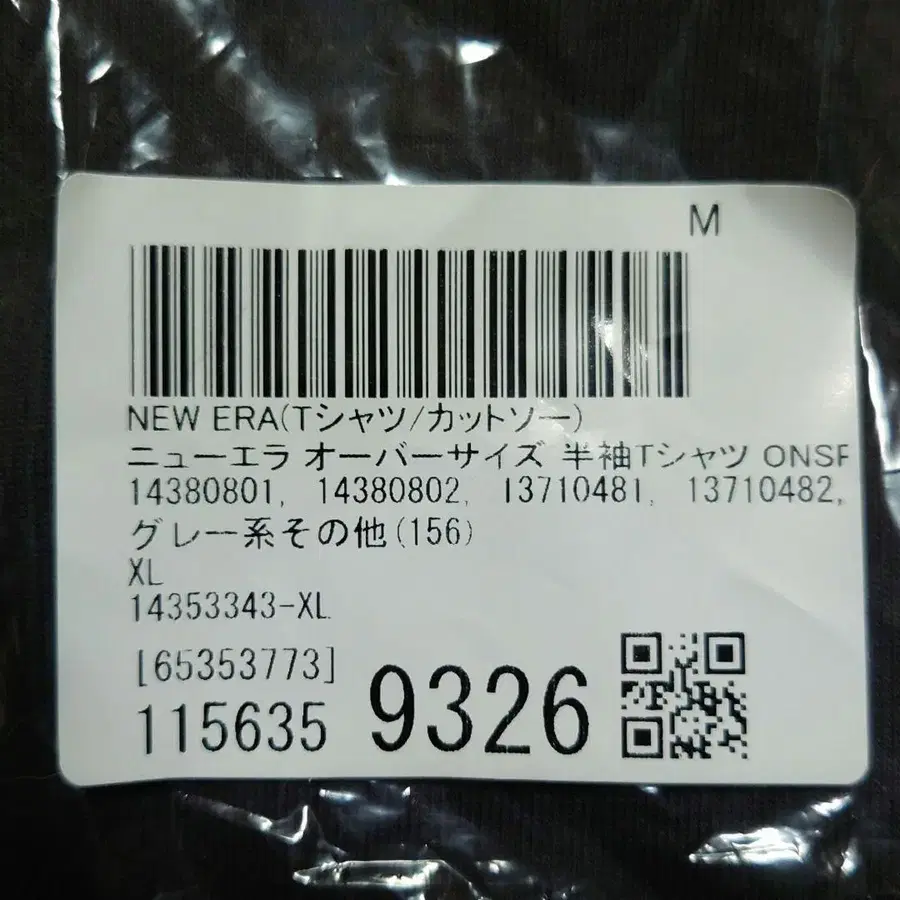 M
NEW ERA(Tシャツ/カットソー)
ニューエラ オーバーサイズ 半袖Tシャツ
14380801, 14380802, 13710481, 13710482,
グレー系その他(156)
XL
14353343-XL
[65353773]
115635 9326